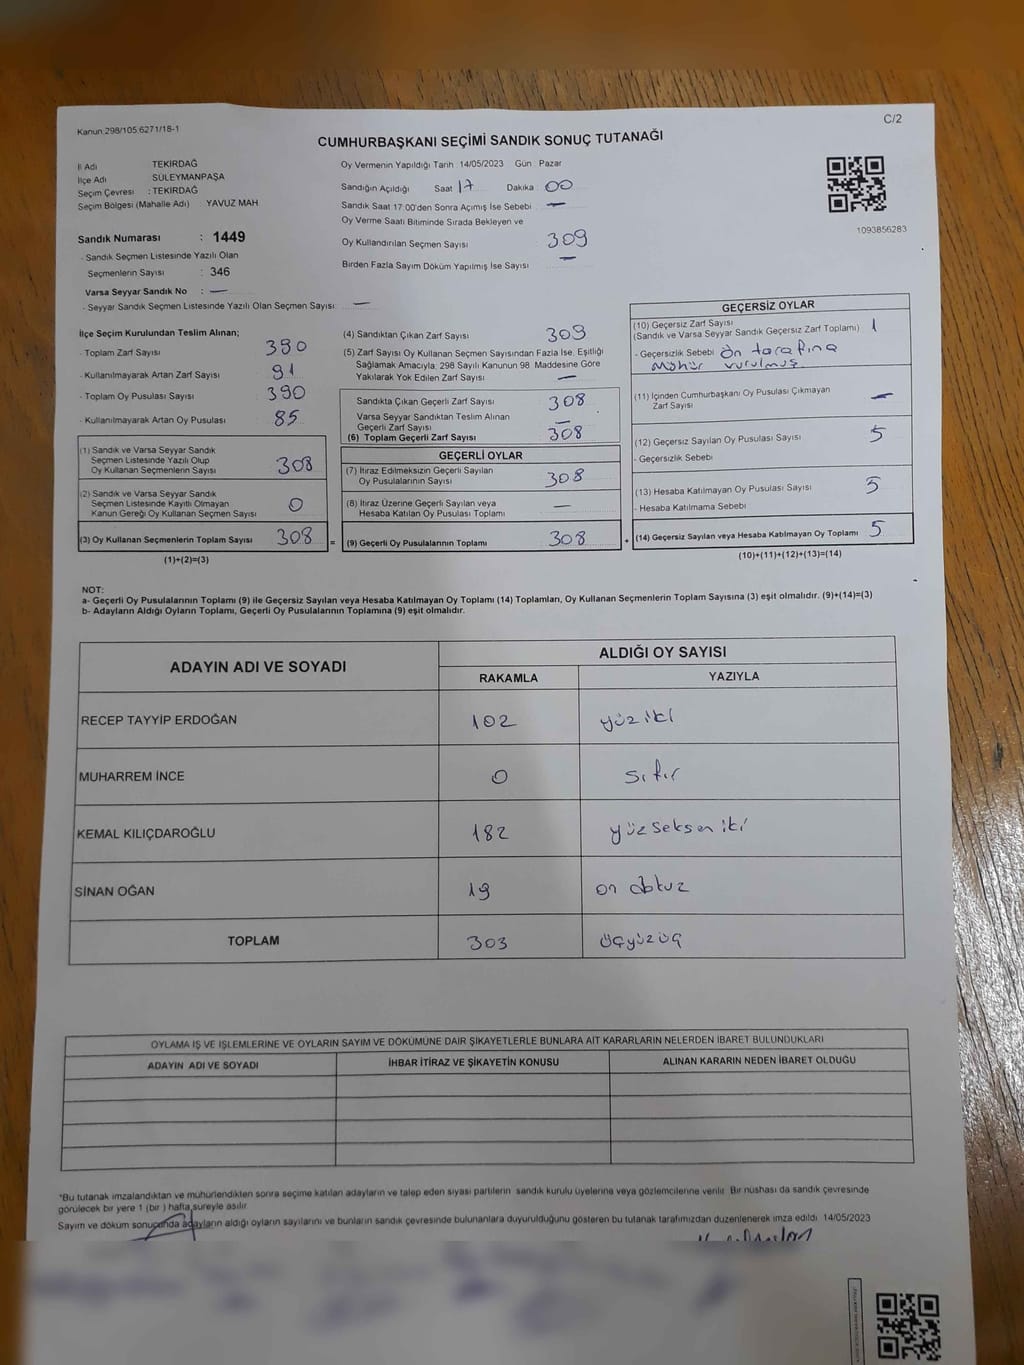 Kanun.298/105.6271/18-1
C/2
CUMHURBAŞKANI SEÇİMİ SANDIK SONUÇ TUTANAĞI
İl Adı TEKİRDAĞ
İlçe Adı SÜLEYMANPAŞA
Seçim Çevresi : TEKİRDAĞ
Seçim Bölgesi (Mahalle Adı) YAVUZ MAH
Sandık Numarası : 1449
- Sandık Seçmen Listesinde Yazılı Olan
Seçmenlerin Sayısı : 346
Varsa Seyyar Sandık No : —
- Seyyar Sandık Seçmen Listesinde Yazılı Olan Seçmen Sayısı: —
Oy Vermenin Yapıldığı Tarih 14/05/2023 Gün Pazar
Sandığın Açıldığı Saat 17 Dakika 00
Sandık Saat 17:00'den Sonra Açımış İse Sebebi —
Oy Verme Saati Bitiminde Sırada Bekleyen ve
Oy Kullandırılan Seçmen Sayısı 309
Birden Fazla Sayım Döküm Yapılmış İse Sayısı —
1093856283
İlçe Seçim Kurulundan Teslim Alınan;
- Toplam Zarf Sayısı 390
- Kullanılmayarak Artan Zarf Sayısı 91
- Toplam Oy Pusulası Sayısı 390
- Kullanılmayarak Artan Oy Pusulası 85
(1) Sandık ve Varsa Seyyar Sandık
Seçmen Listesinde Yazılı Olup
Oy Kullanan Seçmenlerin Sayısı 308
(2) Sandık ve Varsa Seyyar Sandık
Seçmen Listesinde Kayıtlı Olmayan
Kanun Gereği Oy Kullanan Seçmen Sayısı 0
(3) Oy Kullanan Seçmenlerin Toplam Sayısı 308 =
(1)+(2)=(3)
(4) Sandıktan Çıkan Zarf Sayısı 309
(5) Zarf Sayısı Oy Kullanan Seçmen Sayısından Fazla İse, Eşitliği
Sağlamak Amacıyla, 298 Sayılı Kanunun 98. Maddesine Göre
Yakılarak Yok Edilen Zarf Sayısı —
Sandıkta Çıkan Geçerli Zarf Sayısı 308
Varsa Seyyar Sandıktan Teslim Alınan
Geçerli Zarf Sayısı —
(6) Toplam Geçerli Zarf Sayısı 308
GEÇERLİ OYLAR
(7) İtiraz Edilmeksizin Geçerli Sayılan
Oy Pusulalarının Sayısı 308
(8) İtiraz Üzerine Geçerli Sayılan veya
Hesaba Katılan Oy Pusulası Toplamı —
(9) Geçerli Oy Pusulalarının Toplamı 308 +
GEÇERSİZ OYLAR
(10) Geçersiz Zarf Sayısı
(Sandık ve Varsa Seyyar Sandık Geçersiz Zarf Toplamı) 1
- Geçersizlik Sebebi ön tarafına
mühür vurulmuş.
(11) İçinden Cumhurbaşkanı Oy Pusulası Çıkmayan
Zarf Sayısı —
(12) Geçersiz Sayılan Oy Pusulası Sayısı 5
- Geçersizlik Sebebi
(13) Hesaba Katılmayan Oy Pusulası Sayısı 5
- Hesaba Katılmama Sebebi
(14) Geçersiz Sayılan veya Hesaba Katılmayan Oy Toplamı 5
(10)+(11)+(12)+(13)=(14)
NOT:
a- Geçerli Oy Pusulalarının Toplamı (9) ile Geçersiz Sayılan veya Hesaba Katılmayan Oy Toplamı (14) Toplamları, Oy Kullanan Seçmenlerin Toplam Sayısına (3) eşit olmalıdır. (9)+(14)=(3)
b- Adayların Aldığı Oyların Toplamı, Geçerli Oy Pusulalarının Toplamına (9) eşit olmalıdır.
ADAYIN ADI VE SOYADI ALDIĞI OY SAYISI
RAKAMLA YAZIYLA
RECEP TAYYİP ERDOĞAN 102 yüziki
MUHARREM İNCE 0 sıfır
KEMAL KILIÇDAROĞLU 182 yüzsekseniki
SİNAN OĞAN 19 on dokuz
TOPLAM 303 üçyüzüç
OYLAMA İŞ VE İŞLEMLERİNE VE OYLARIN SAYIM VE DÖKÜMÜNE DAİR ŞİKAYETLERLE BUNLARA AİT KARARLARIN NELERDEN İBARET BULUNDUKLARI
ADAYIN ADI VE SOYADI İHBAR İTİRAZ VE ŞİKAYETİN KONUSU ALINAN KARARIN NEDEN İBARET OLDUĞU
*Bu tutanak imzalandıktan ve mühürlendikten sonra seçime katılan adayların ve talep eden siyasi partilerin sandık kurulu üyelerine veya gözlemcilerine verilir. Bir nüshası da sandık çevresinde
görülecek bir yere 1 (bir ) hafta süreyle asılır.
Sayım ve döküm sonucunda adayların aldığı oyların sayılarını ve bunların sandık çevresinde bulunanlara duyurulduğunu gösteren bu tutanak tarafımızdan düzenlenerek imza edildi. 14/05/2023